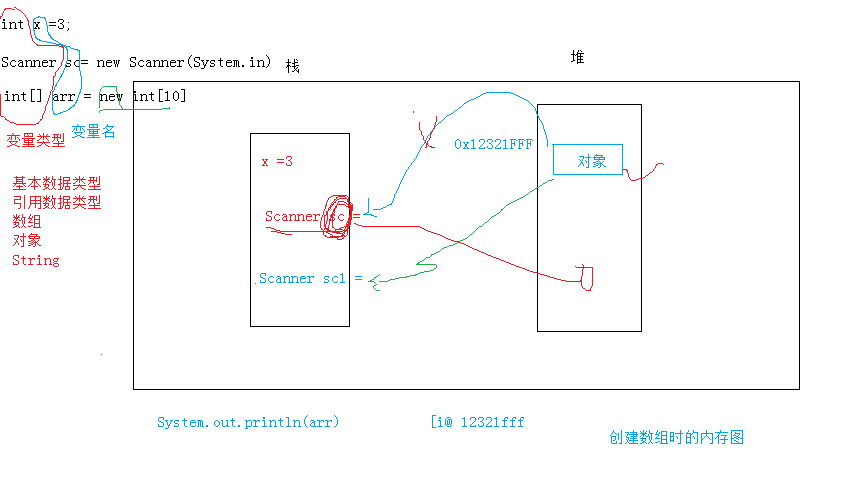 int x =3;
Scanner sc= new Scanner(System.in)
栈
堆
int[] arr = new int[10]
变量类型
变量名
基本数据类型
引用数据类型
数组
对象
String
x =3
Scanner sc =
Scanner sc1 =
0x12321FFF
对象
System.out.println(arr)
[i@ 12321fff
创建数组时的内存图